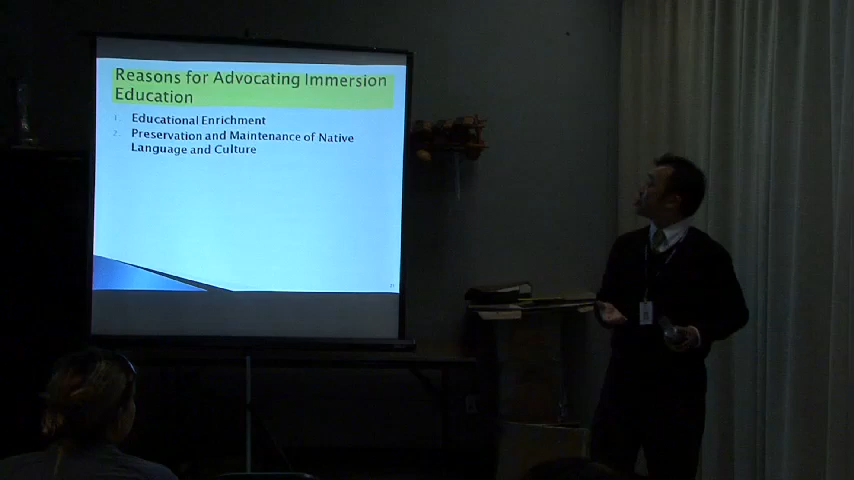 Reasons for Advocating Immersion
Education
1. Educational Enrichment
2. Preservation and Maintenance of Native
Language and Culture